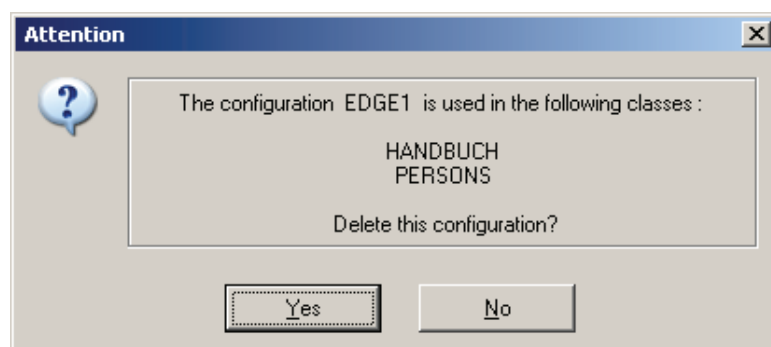 Attention
The configuration EDGE1 is used in the following classes :
HANDBUCH
PERSONS
Delete this configuration?
Yes
No